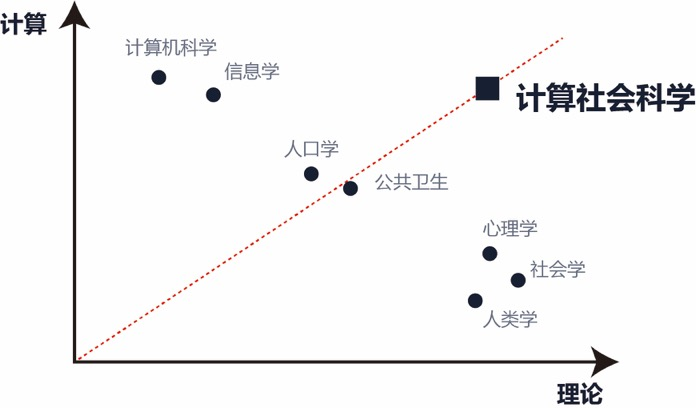 计算
计算机科学
信息学
计算社会科学
人口学
公共卫生
心理学
社会学
人类学
理论